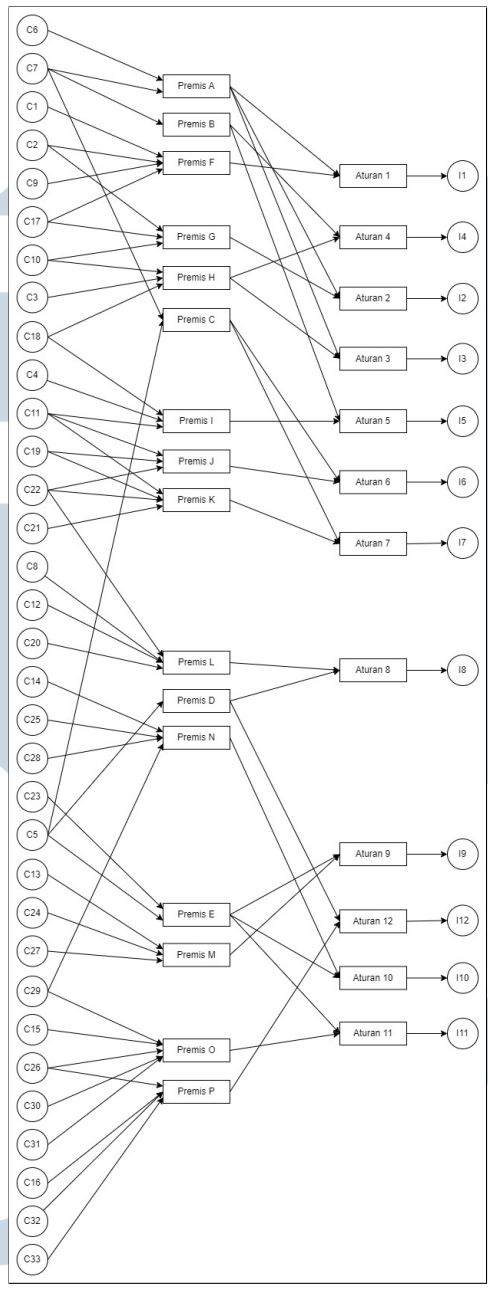 C6
C7
C1
C2
C9
C17
C10
C3
C18
C4
C11
C19
C22
C21
C8
C12
C20
C14
C25
C28
C23
C5
C13
C24
C27
C29
C15
C26
C30
C31
C16
C32
C33
Premis A
Premis B
Premis F
Premis G
Premis H
Premis C
Premis I
Premis J
Premis K
Premis L
Premis D
Premis N
Premis E
Premis M
Premis O
Premis P
Aturan 1
Aturan 4
Aturan 2
Aturan 3
Aturan 5
Aturan 6
Aturan 7
Aturan 8
Aturan 9
Aturan 12
Aturan 10
Aturan 11
I1
I4
I2
I3
I5
I6
I7
I8
I9
I12
I10
I11